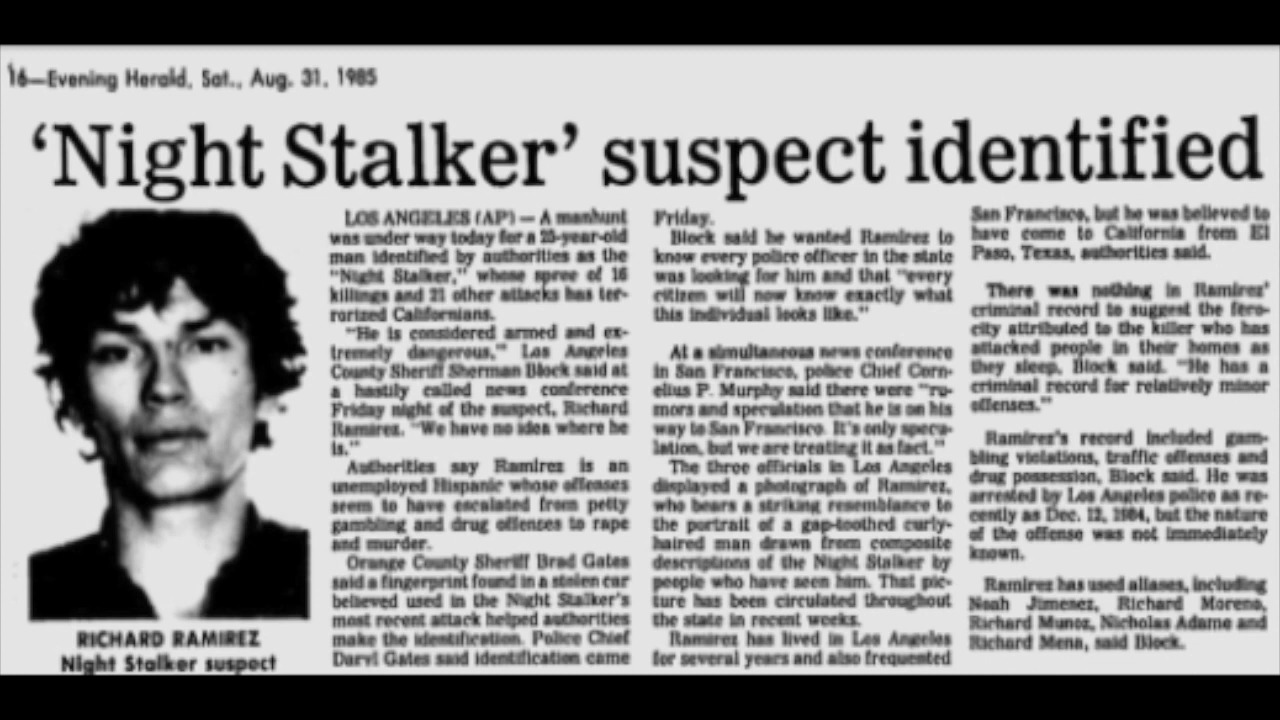 16—Evening Herald, Sat., Aug. 31, 1985
‘Night Stalker’ suspect identified
RICHARD RAMIREZ
Night Stalker suspect
LOS ANGELES (AP) — A manhunt
was under way today for a 25-year-old
man identified by authorities as the
"Night Stalker," whose spree of 16
killings and 21 other attacks has ter-
rorized Californians.
"He is considered armed and ex-
tremely dangerous," Los Angeles
County Sheriff Sherman Block said at
a hastily called news conference
Friday night of the suspect, Richard
Ramirez. "We have no idea where he
is."
Authorities say Ramirez is an
unemployed Hispanic whose offenses
seem to have escalated from petty
gambling and drug offenses to rape
and murder.
Orange County Sheriff Brad Gates
said a fingerprint found in a stolen car
believed used in the Night Stalker's
most recent attack helped authorities
make the identification. Police Chief
Daryl Gates said identification came
Friday.
Block said he wanted Ramirez to
know every police officer in the state
was looking for him and that "every
citizen will now know exactly what
this individual looks like."
At a simultaneous news conference
in San Francisco, police Chief Corn-
elius P. Murphy said there were "ru-
mors and speculation that he is on his
way to San Francisco. It's only specu-
lation, but we are treating it as fact."
The three officials in Los Angeles
displayed a photograph of Ramirez,
who bears a striking resemblance to
the portrait of a gap-toothed curly-
haired man drawn from composite
descriptions of the Night Stalker by
people who have seen him. That pic-
ture has been circulated throughout
the state in recent weeks.
Ramirez has lived in Los Angeles
for several years and also frequented
San Francisco, but he was believed to
have come to California from El
Paso, Texas, authorities said.
There was nothing in Ramirez'
criminal record to suggest the fero-
city attributed to the killer who has
attacked people in their homes as
they sleep, Block said. "He has a
criminal record for relatively minor
offenses."
Ramirez's record included gam-
bling violations, traffic offenses and
drug possession, Block said. He was
arrested by Los Angeles police as re-
cently as Dec. 12, 1984, but the nature
of the offense was not immediately
known.
Ramirez has used aliases, including
Noah Jimenez, Richard Moreno,
Richard Munoz, Nicholas Adame and
Richard Mena, said Block.